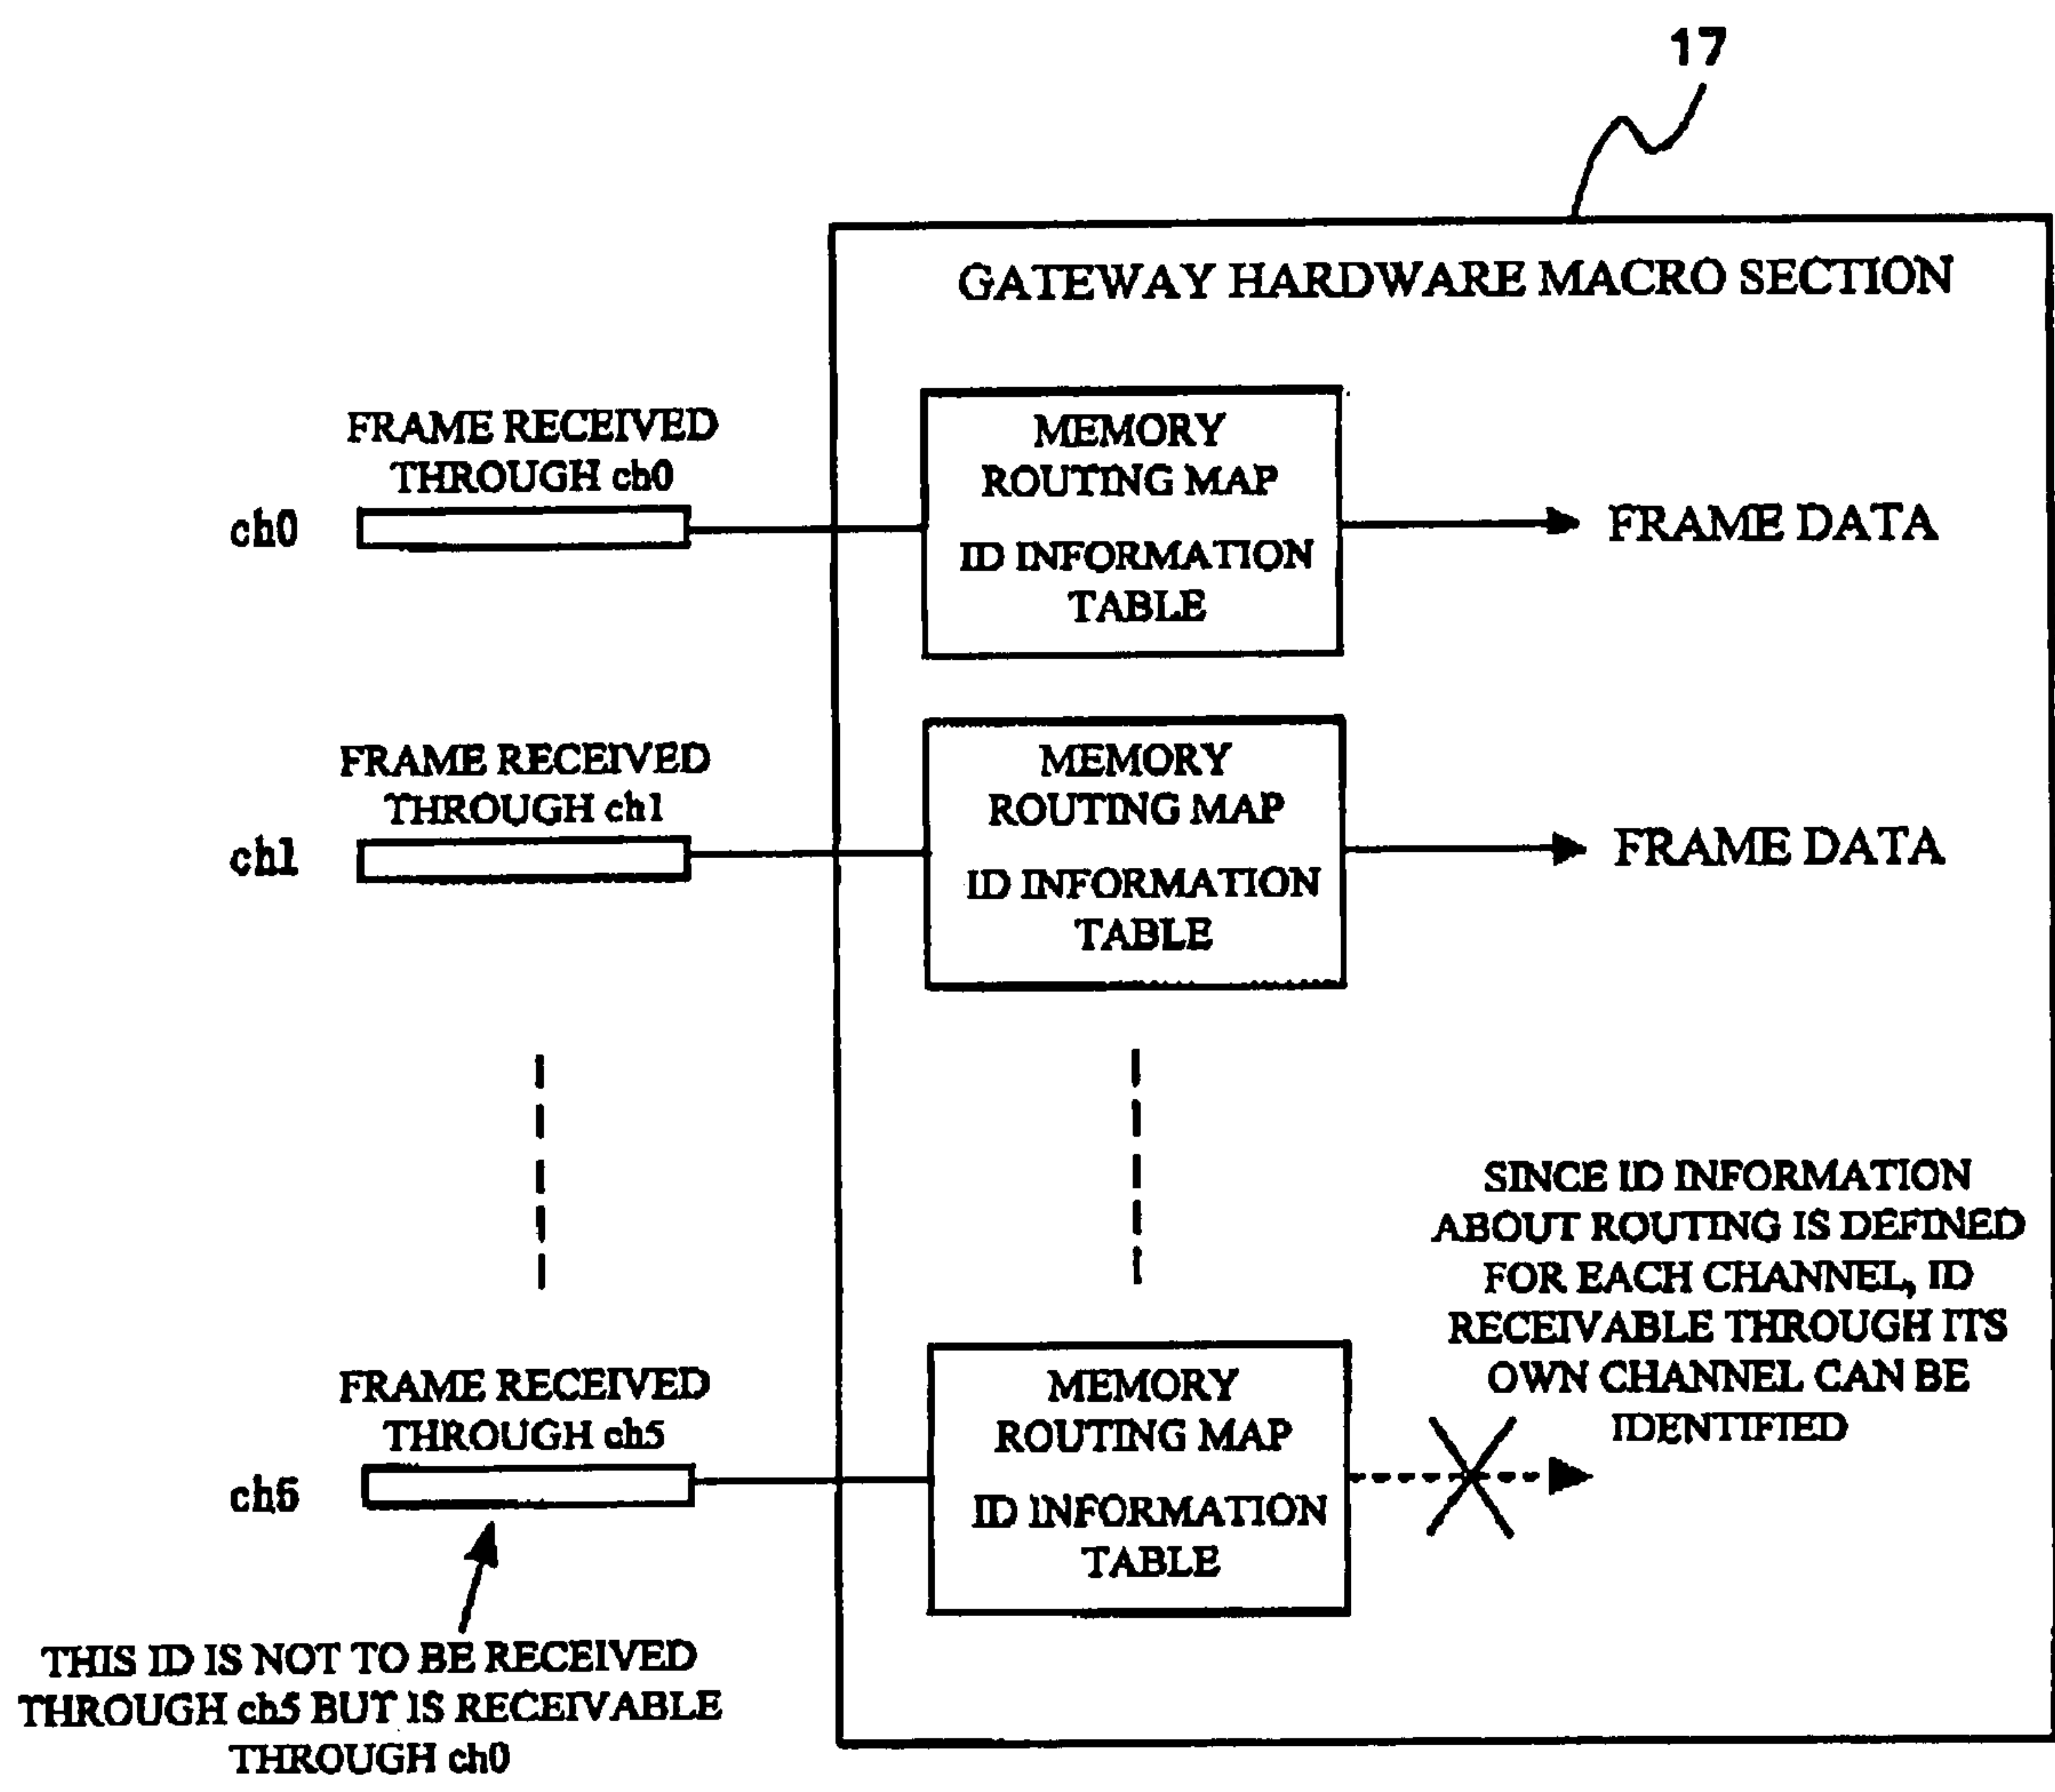 17
GATEWAY HARDWARE MACRO SECTION
FRAME RECEIVED
THROUGH ch0
ch0
MEMORY
ROUTING MAP
ID INFORMATION
TABLE
FRAME DATA
FRAME RECEIVED
THROUGH ch1
ch1
MEMORY
ROUTING MAP
ID INFORMATION
TABLE
FRAME DATA
SINCE ID INFORMATION
ABOUT ROUTING IS DEFINED
FOR EACH CHANNEL, ID
RECEIVABLE THROUGH ITS
OWN CHANNEL CAN BE
IDENTIFIED
FRAME RECEIVED
THROUGH ch5
ch5
MEMORY
ROUTING MAP
ID INFORMATION
TABLE
THIS ID IS NOT TO BE RECEIVED
THROUGH ch5 BUT IS RECEIVABLE
THROUGH ch0